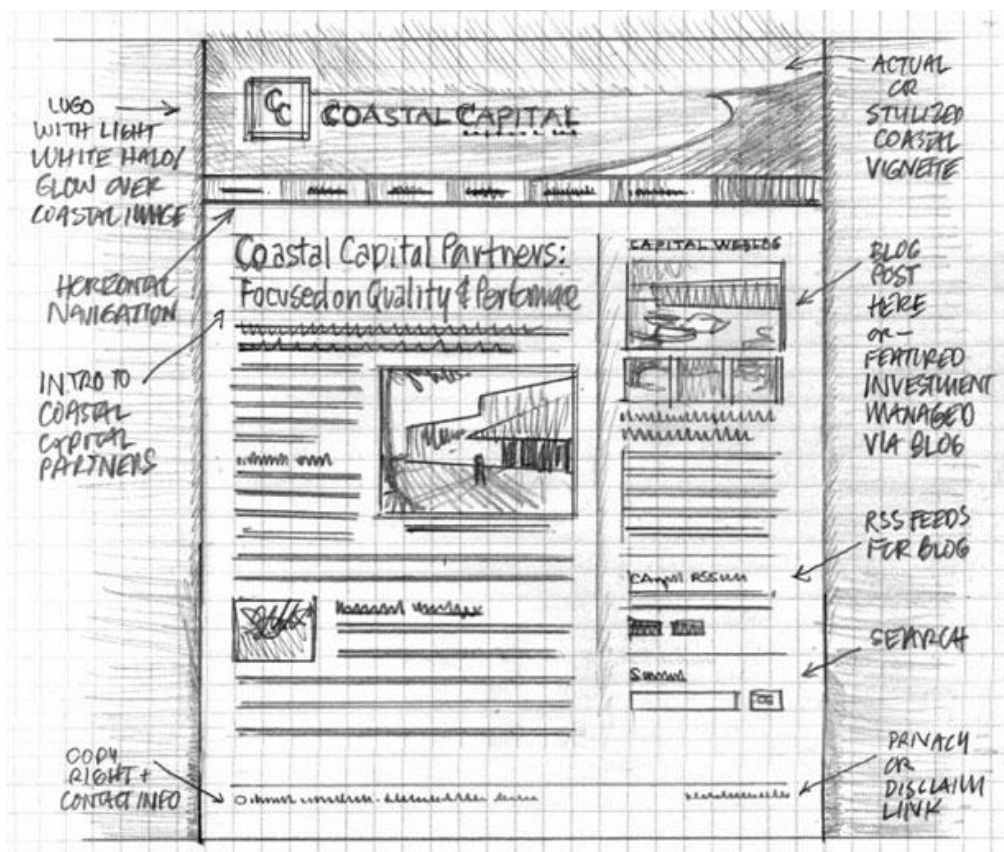 LOGO
WITH LIGHT
WHITE HALO/
GLOW OVER
COASTAL IMAGE
HORIZONTAL
NAVIGATION
INTRO TO
COASTAL
CAPITAL
PARTNERS
COPY
RIGHT +
CONTACT INFO
CC
COASTAL CAPITAL
Coastal Capital Partners:
Focused on Quality & Performance
CAPITAL WEBLOG
RSS
GO
ACTUAL
OR
STYLIZED
COASTAL
VIGNETTE
BLOG
POST
HERE
OR—
FEATURED
INVESTMENT
MANAGED
VIA BLOG
RSS FEEDS
FOR BLOG
SEARCH
PRIVACY
OR
DISCLAIM
LINK